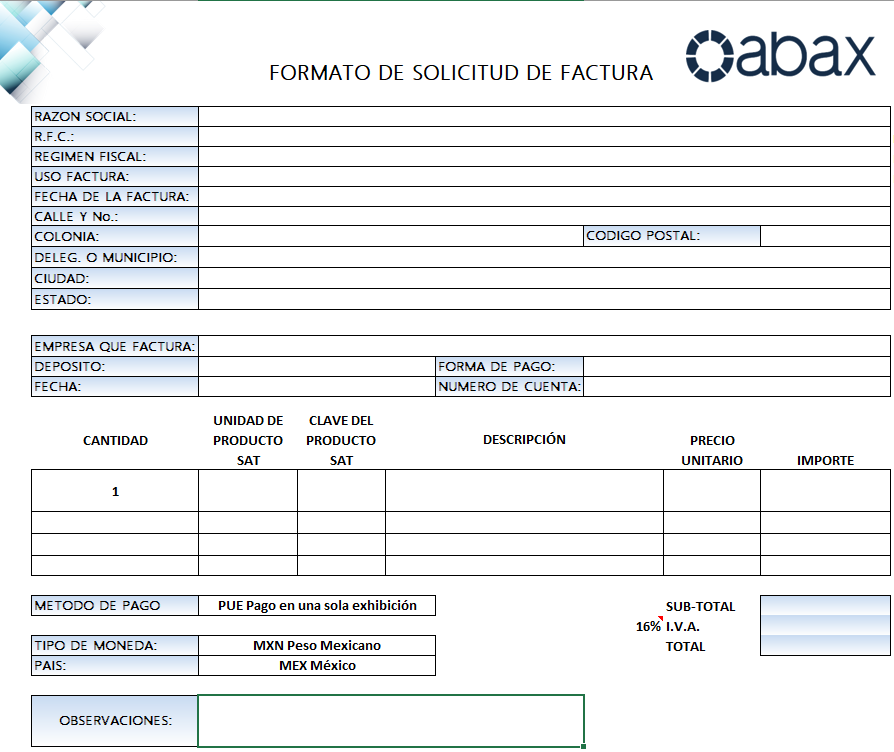 abax
FORMATO DE SOLICITUD DE FACTURA
RAZON SOCIAL:
R.F.C.:
REGIMEN FISCAL:
USO FACTURA:
FECHA DE LA FACTURA:
CALLE Y No.:
COLONIA: CODIGO POSTAL:
DELEG. O MUNICIPIO:
CIUDAD:
ESTADO:
EMPRESA QUE FACTURA:
DEPOSITO: FORMA DE PAGO:
FECHA: NUMERO DE CUENTA:
CANTIDAD UNIDAD DE PRODUCTO SAT CLAVE DEL PRODUCTO SAT DESCRIPCIÓN PRECIO UNITARIO IMPORTE
1
METODO DE PAGO PUE Pago en una sola exhibición SUB-TOTAL
16% I.V.A.
TIPO DE MONEDA: MXN Peso Mexicano TOTAL
PAIS: MEX México
OBSERVACIONES: